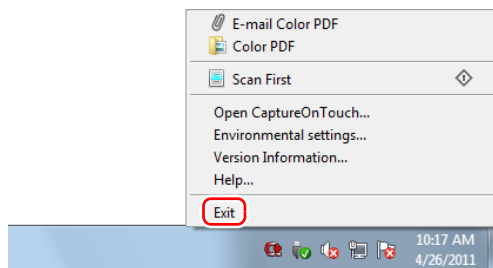 E-mail Color PDF
Color PDF
Scan First
Open CaptureOnTouch...
Environmental settings...
Version Information...
Help...
Exit
10:17 AM
4/26/2011